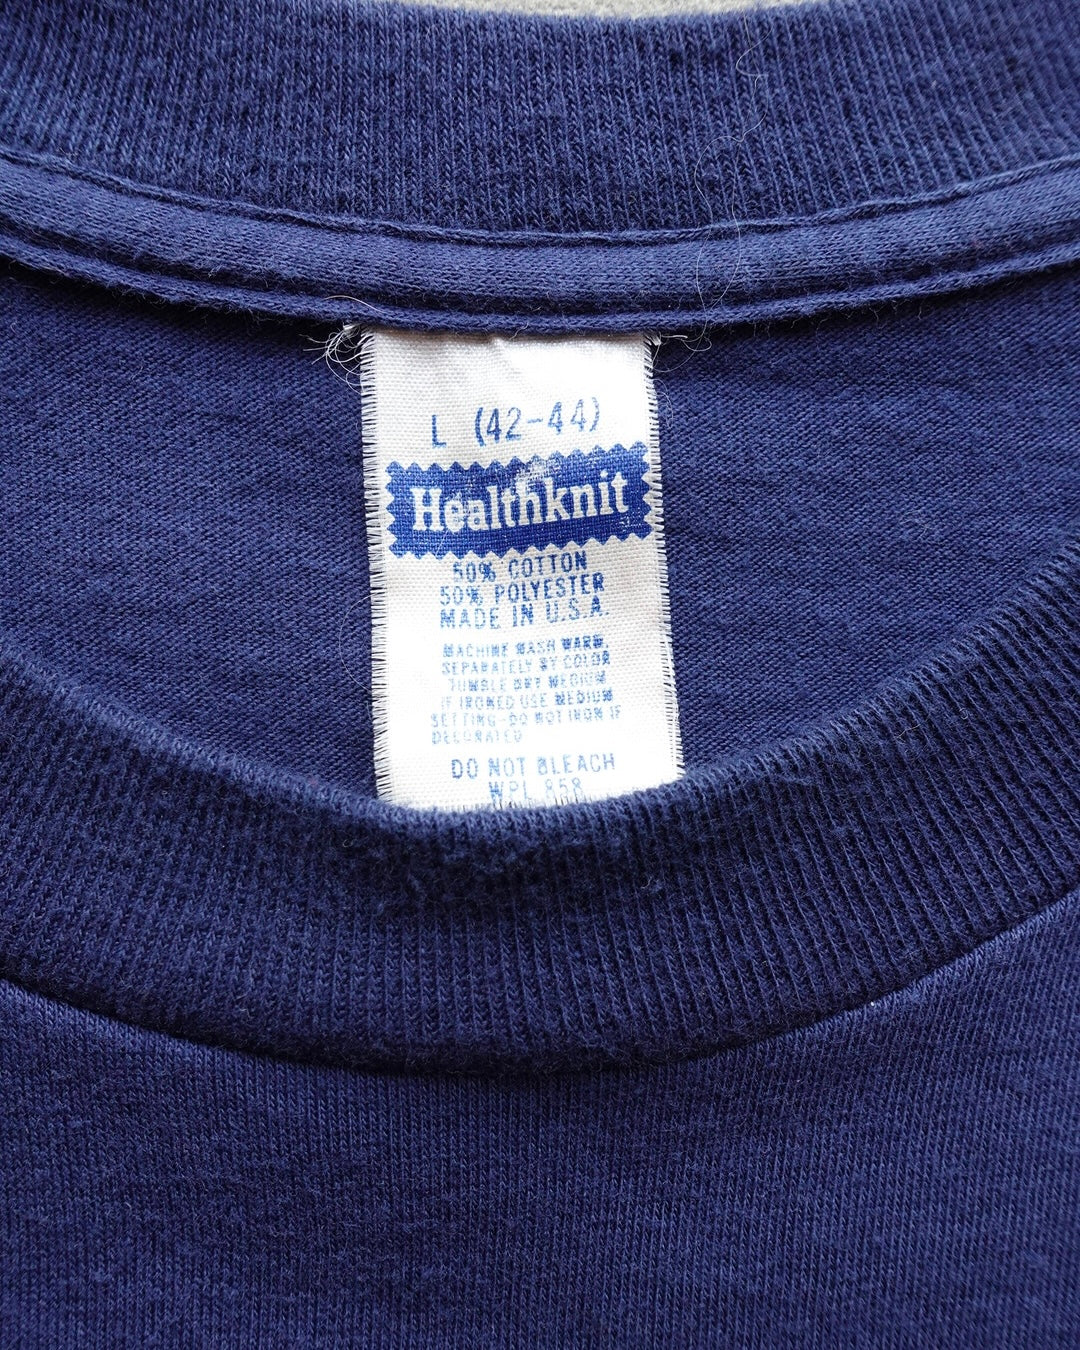 L (42-44)
Healthknit
50% COTTON
50% POLYESTER
MADE IN U.S.A.
MACHINE WASH WARM,
SEPARATELY BY COLOR
TUMBLE DRY MEDIUM
IF IRONED USE MEDIUM
SETTING-DO NOT IRON IF
DECORATED
DO NOT BLEACH
WPL 858